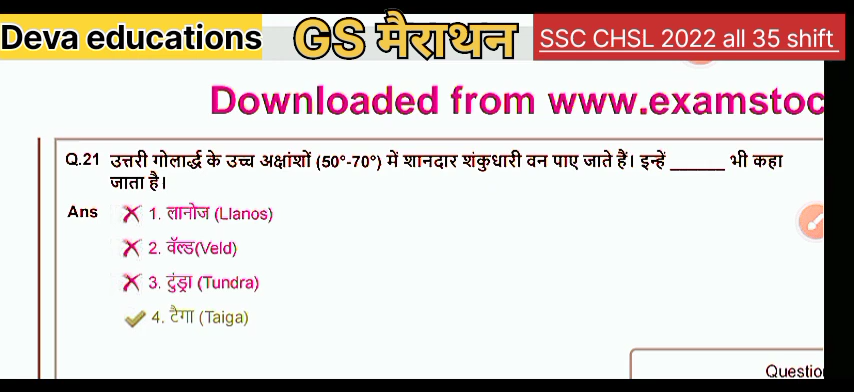 Deva educations GS मैराथन SSC CHSL 2022 all 35 shift
Downloaded from www.examstoc
Q.21 उत्तरी गोलार्द्ध के उच्च अक्षांशों (50°-70°) में शानदार शंकुधारी वन पाए जाते हैं। इन्हें ______ भी कहा
जाता है।
Ans 1. लानोज (Llanos)
2. वॅल्ड(Veld)
3. टुंड्रा (Tundra)
4. टैगा (Taiga)
Question